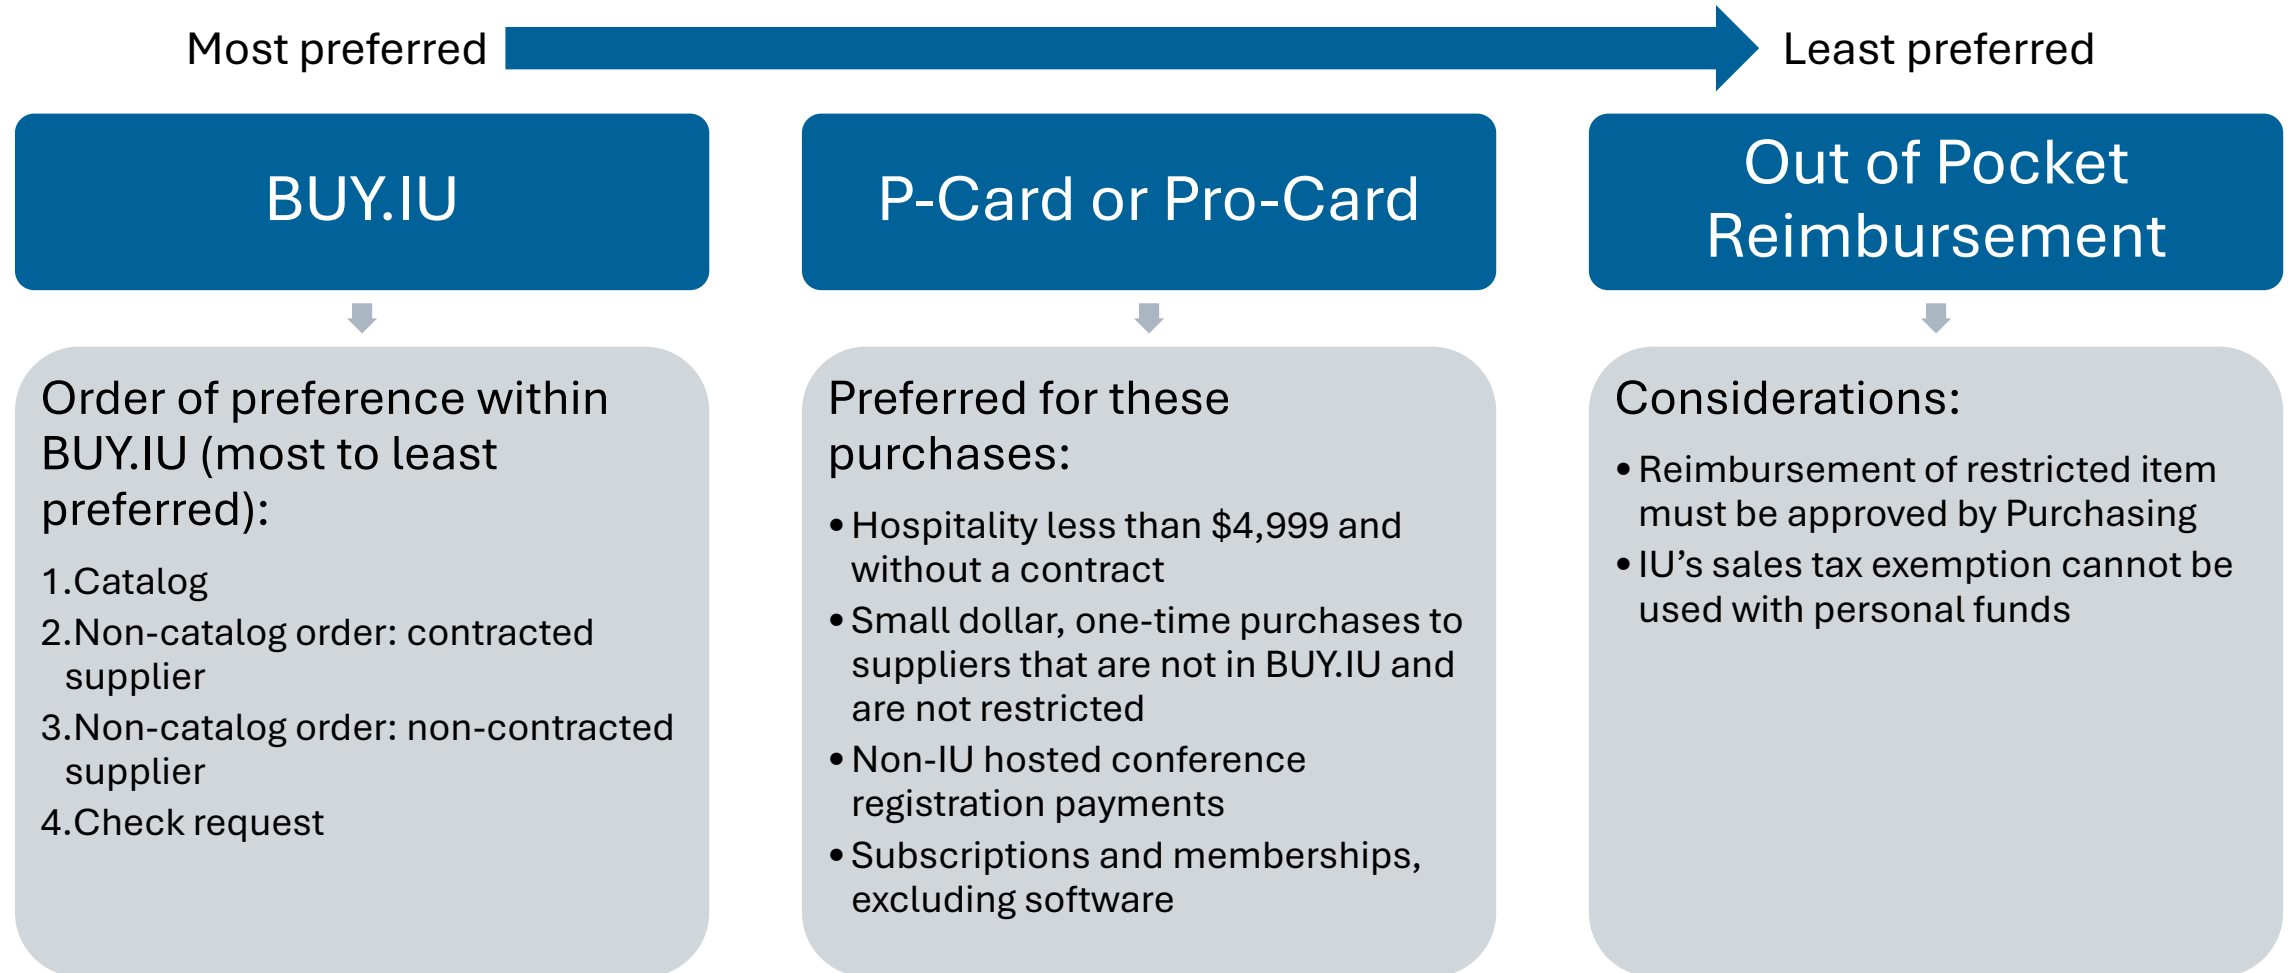 Most preferred
Least preferred
BUY.IU
Order of preference within
BUY.IU (most to least
preferred):
1.Catalog
2.Non-catalog order: contracted
supplier
3.Non-catalog order: non-contracted
supplier
4.Check request
P-Card or Pro-Card
Preferred for these
purchases:
•Hospitality less than $4,999 and
without a contract
•Small dollar, one-time purchases to
suppliers that are not in BUY.IU and
are not restricted
•Non-IU hosted conference
registration payments
•Subscriptions and memberships,
excluding software
Out of Pocket
Reimbursement
Considerations:
•Reimbursement of restricted item
must be approved by Purchasing
•IU’s sales tax exemption cannot be
used with personal funds